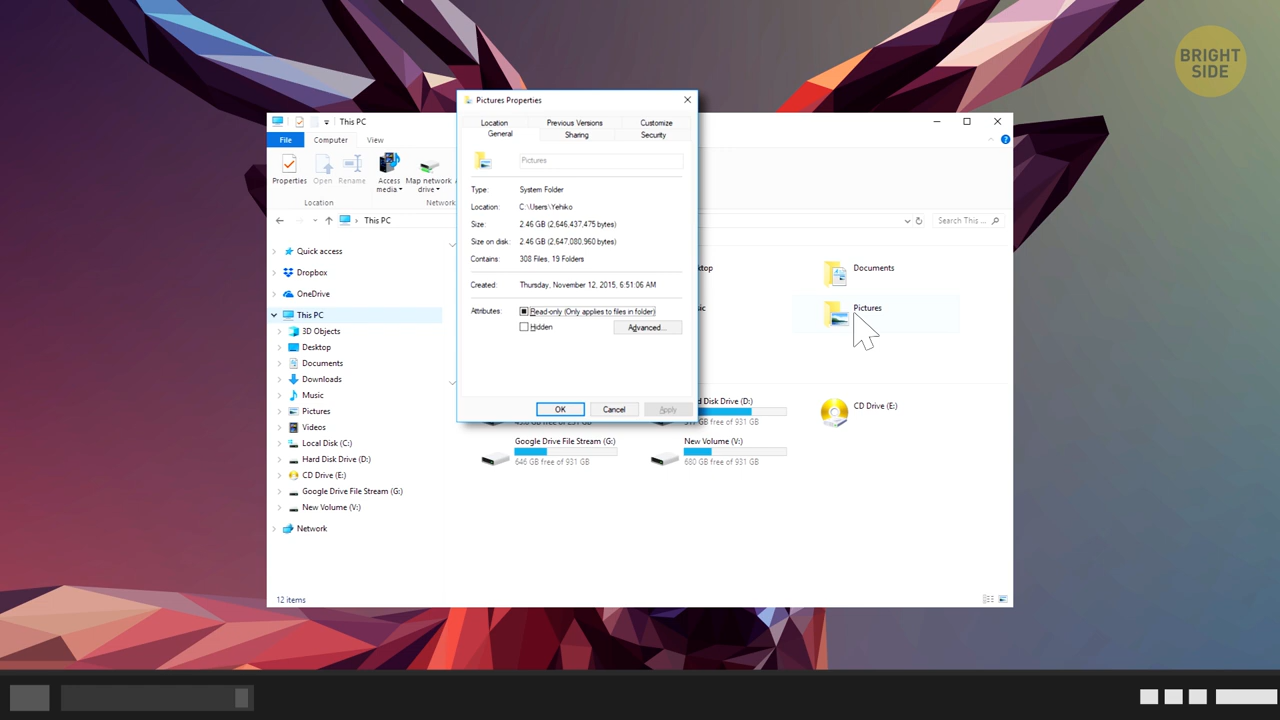 BRIGHT
SIDE
This PC
File
Computer
View
Properties
Open
Rename
Access
media
Map network
drive
Location
Network
This PC
Search This ...
Quick access
Dropbox
OneDrive
This PC
3D Objects
Desktop
Documents
Downloads
Music
Pictures
Videos
Local Disk (C:)
Hard Disk Drive (D:)
CD Drive (E:)
Google Drive File Stream (G:)
New Volume (V:)
Network
12 items
Pictures Properties
Location
Previous Versions
Customize
General
Sharing
Security
Pictures
Type: System Folder
Location: C:\Users\Yehiko
Size: 2.46 GB (2,646,437,475 bytes)
Size on disk: 2.46 GB (2,647,080,960 bytes)
Contains: 308 Files, 19 Folders
Created: Thursday, November 12, 2015, 6:51:06 AM
Attributes: Read-only (Only applies to files in folder)
Hidden
Advanced...
OK
Cancel
Apply
Documents
Pictures
Disk Drive (D:)
free of 931 GB
CD Drive (E:)
Google Drive File Stream (G:)
646 GB free of 931 GB
New Volume (V:)
680 GB free of 931 GB